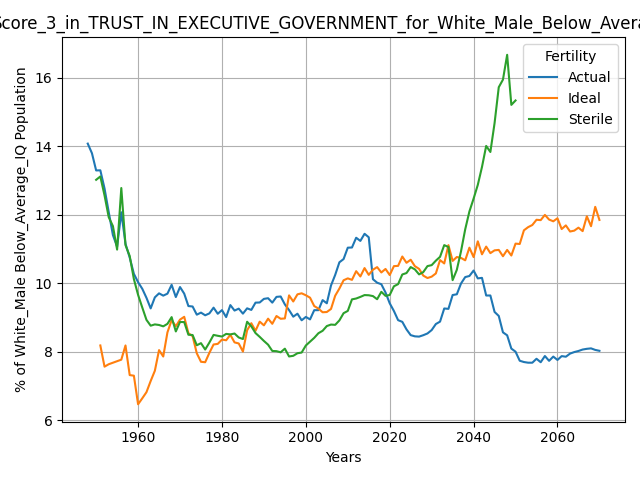 Score_3_in_TRUST_IN_EXECUTIVE_GOVERNMENT_for_White_Male_Below_Avera
Fertility
Actual
Ideal
Sterile
% of White_Male Below_Average_IQ Population
16
14
12
10
8
6
1960 1980 2000 2020 2040 2060
Years